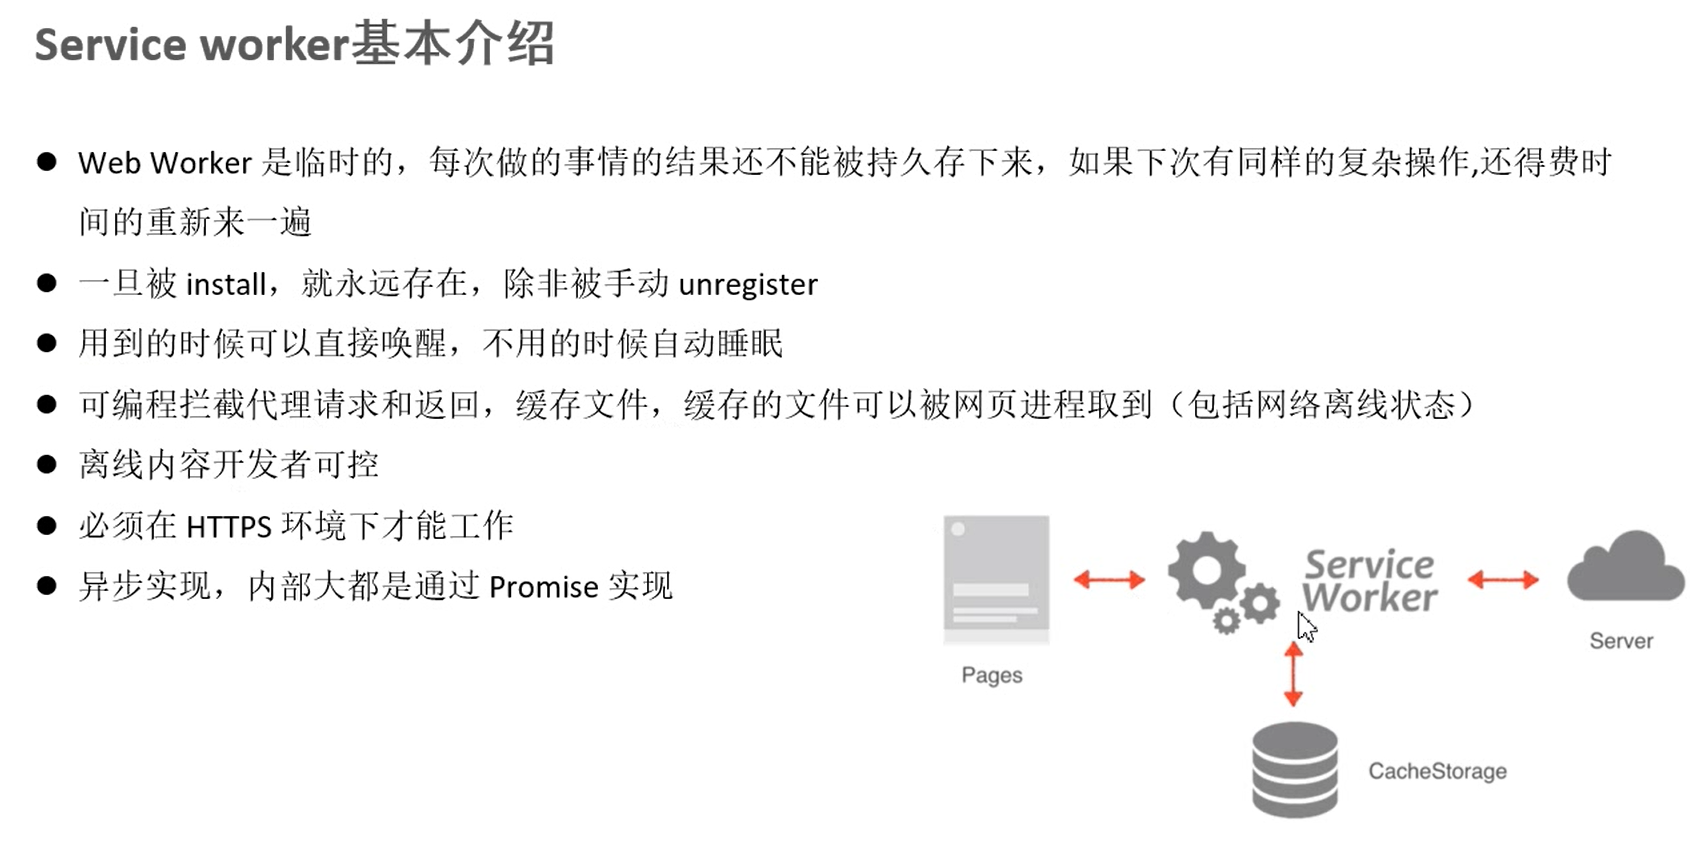 Service worker基本介绍
● Web Worker 是临时的，每次做的事情的结果还不能被持久存下来，如果下次有同样的复杂操作,还得费时
间的重新来一遍
● 一旦被 install，就永远存在，除非被手动 unregister
● 用到的时候可以直接唤醒，不用的时候自动睡眠
● 可编程拦截代理请求和返回，缓存文件，缓存的文件可以被网页进程取到（包括网络离线状态）
● 离线内容开发者可控
● 必须在 HTTPS 环境下才能工作
● 异步实现，内部大都是通过 Promise 实现
Pages
Service
Worker
Server
CacheStorage